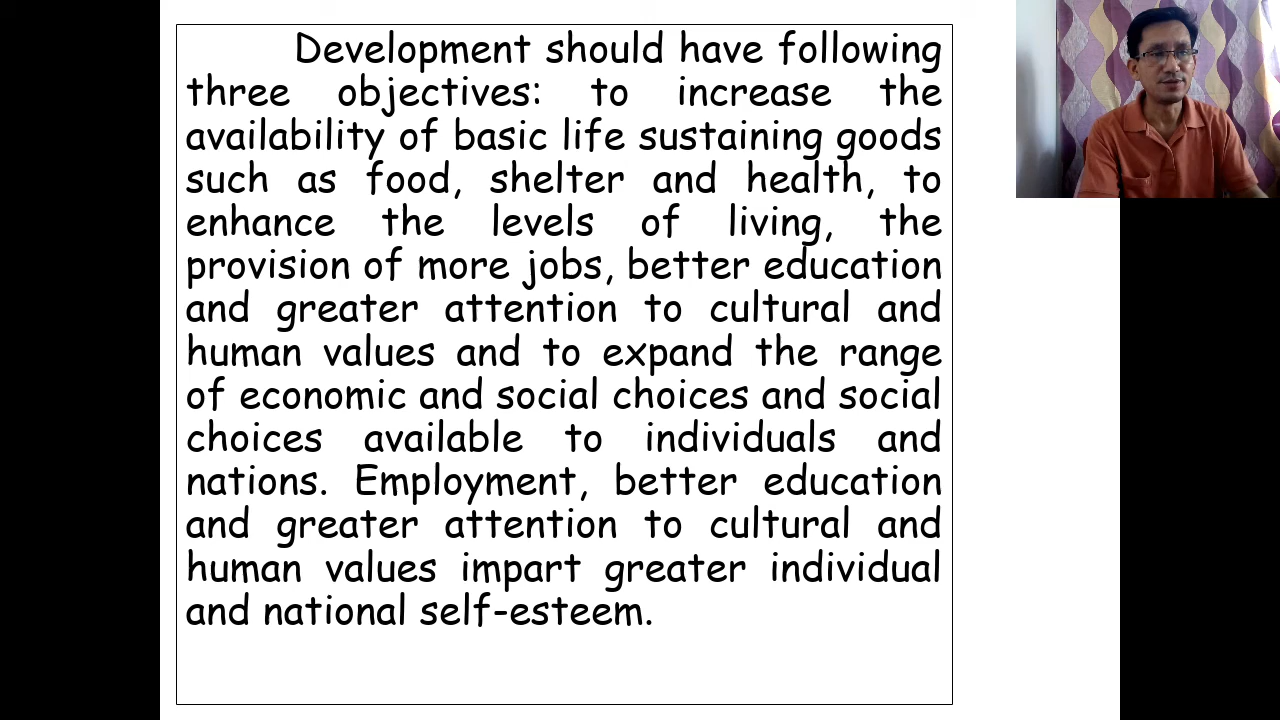 Development should have following
three objectives: to increase the
availability of basic life sustaining goods
such as food, shelter and health, to
enhance the levels of living, the
provision of more jobs, better education
and greater attention to cultural and
human values and to expand the range
of economic and social choices and social
choices available to individuals and
nations. Employment, better education
and greater attention to cultural and
human values impart greater individual
and national self-esteem.